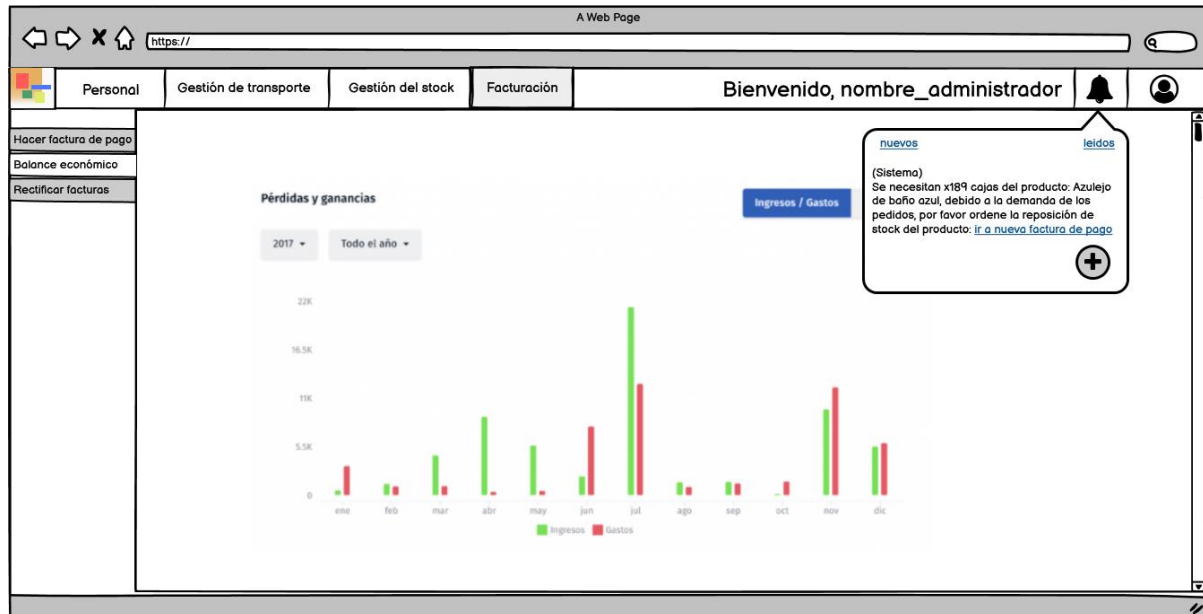 A Web Page
https://
Personal
Gestión de transporte
Gestión del stock
Facturación
Bienvenido, nombre_administrador
Hacer factura de pago
Balance económico
Rectificar facturas
nuevos
leidos
(Sistema)
Se necesitan x189 cajas del producto: Azulejo
de baño azul, debido a la demanda de los
pedidos, por favor ordene la reposición de
stock del producto: ir a nueva factura de pago
Pérdidas y ganancias
Ingresos / Gastos
2017
Todo el año
22K
16.5K
11K
5.5K
0
ene feb mar abr may jun jul ago sep oct nov dic
Ingresos Gastos